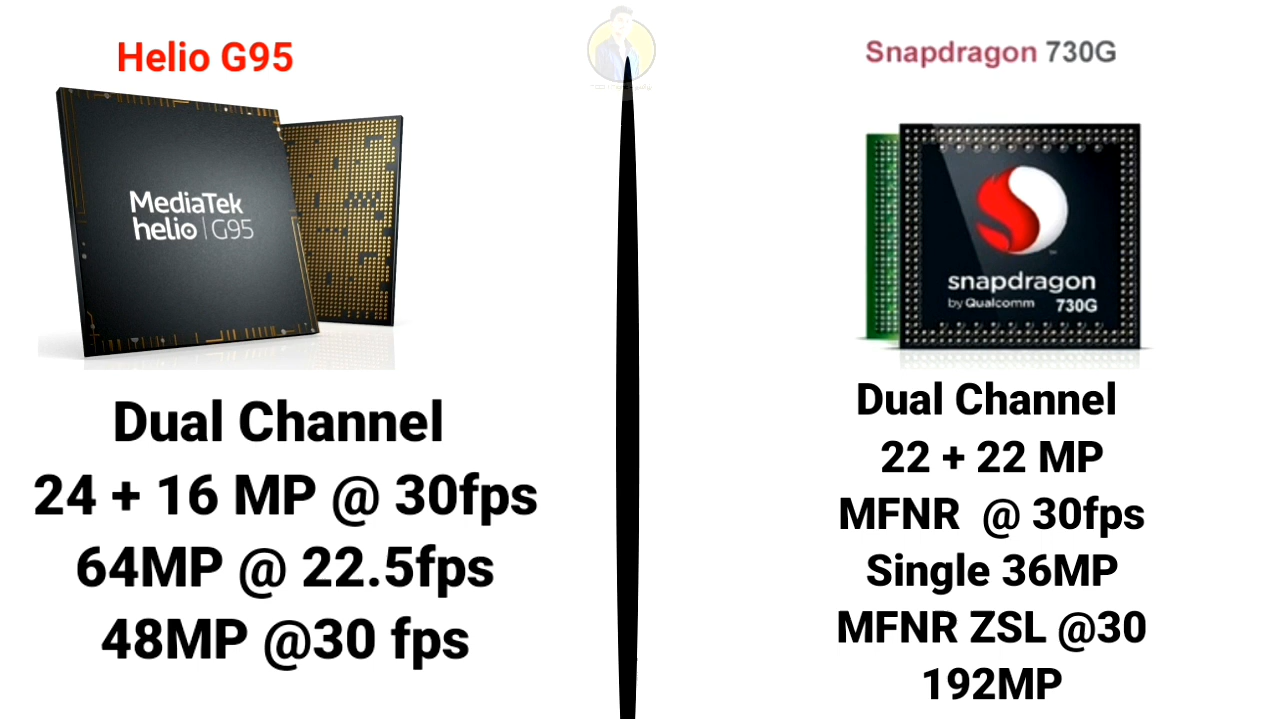 Helio G95
MediaTek
helio | G95
Dual Channel
24 + 16 MP @ 30fps
64MP @ 22.5fps
48MP @30 fps
Snapdragon 730G
snapdragon
by Qualcomm 730G
Dual Channel
22 + 22 MP
MFNR @ 30fps
Single 36MP
MFNR ZSL @30
192MP